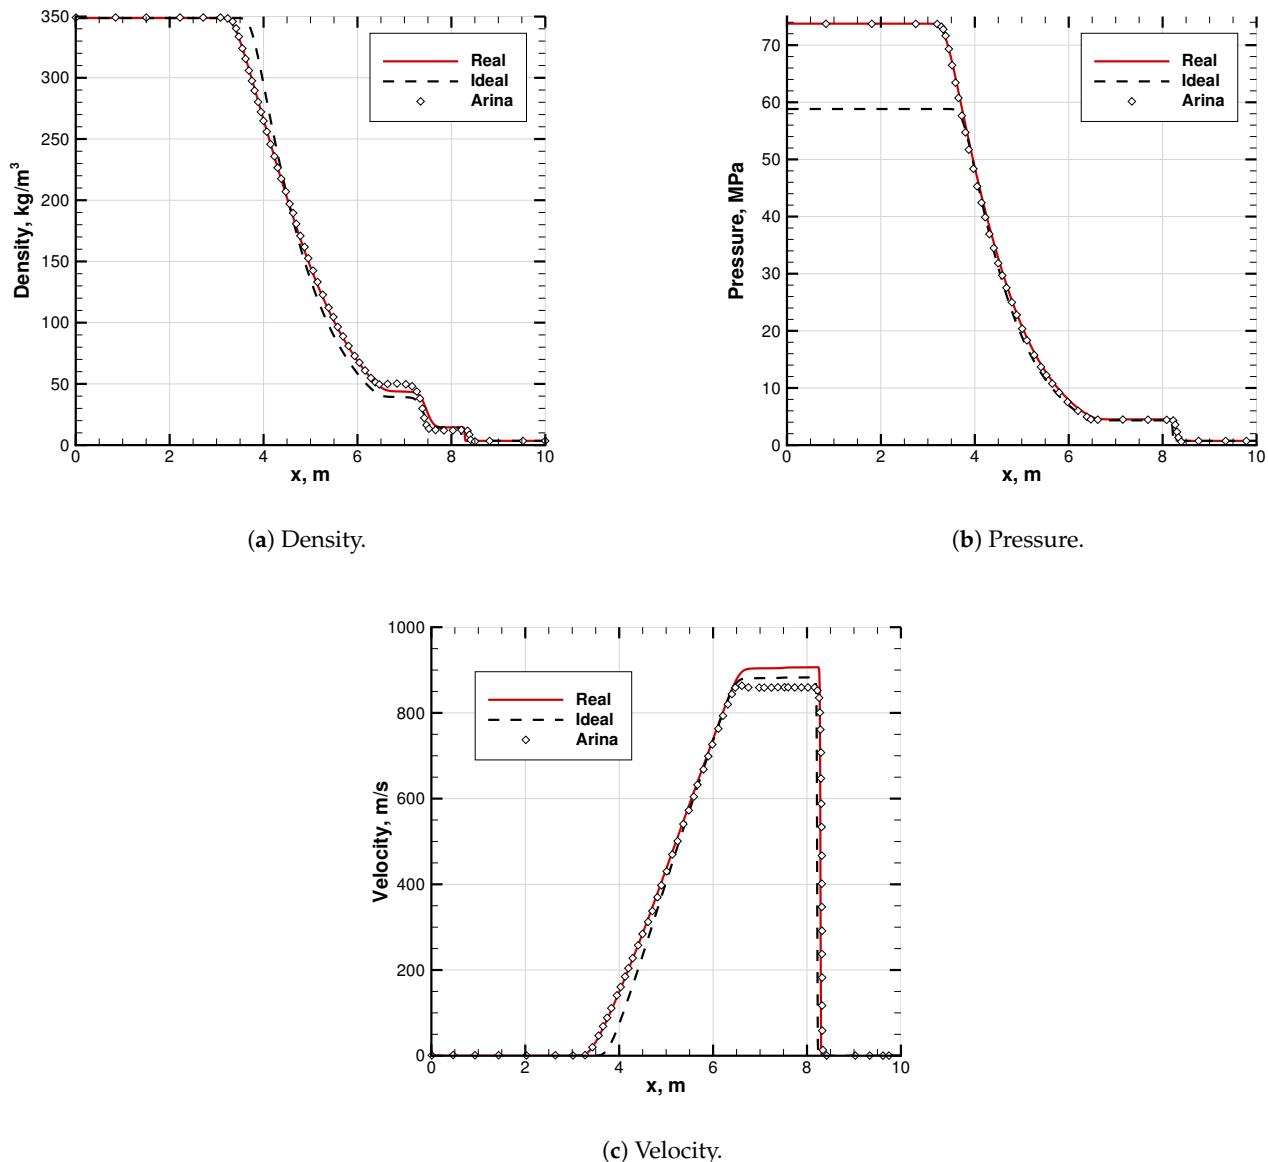 Density, kg/m³
350
300
250
200
150
100
50
0
Real
Ideal
Arina
0 2 4 6 8 10
x, m
(a) Density.
Pressure, MPa
70
60
50
40
30
20
10
0
Real
Ideal
Arina
0 2 4 6 8 10
x, m
(b) Pressure.
Velocity, m/s
1000
800
600
400
200
0
Real
Ideal
Arina
0 2 4 6 8 10
x, m
(c) Velocity.